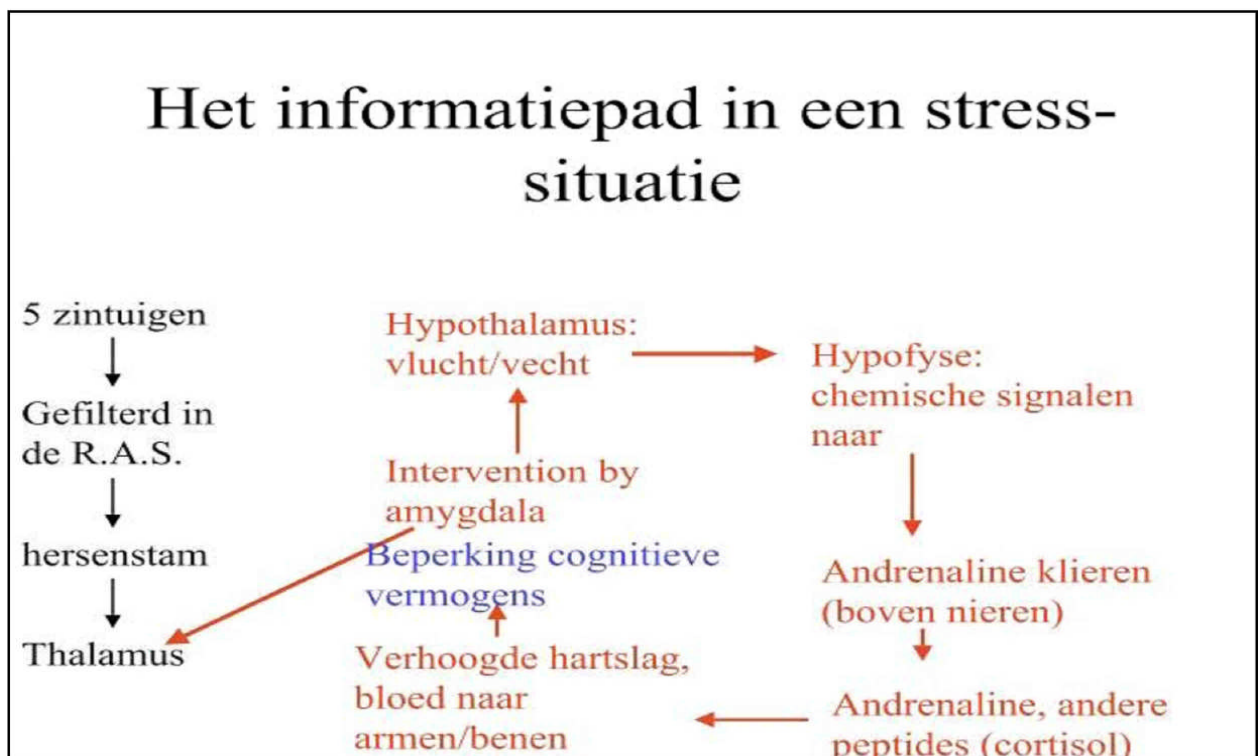 Het informatiepad in een stress-
situatie
5 zintuigen
Gefilterd in
de R.A.S.
hersenstam
Thalamus
Hypothalamus:
vlucht/vecht
Intervention by
amygdala
Beperking cognitieve
vermogens
Verhoogde hartslag,
bloed naar
armen/benen
Hypofyse:
chemische signalen
naar
Andrenaline klieren
(boven nieren)
Andrenaline, andere
peptides (cortisol)